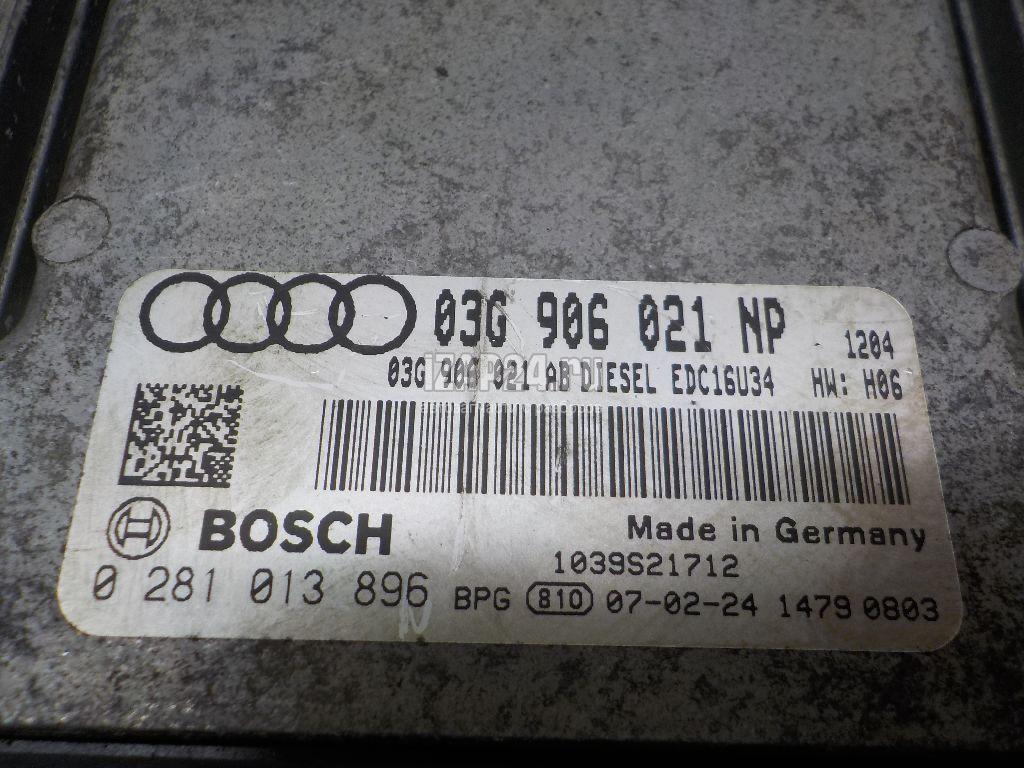 03G 906 021 NP
1204
03G 906 021 AB DIESEL EDC16U34 HW: H06
BOSCH
Made in Germany
1039S21712
0 281 013 896 BPG 810 07-02-24 1479 0803